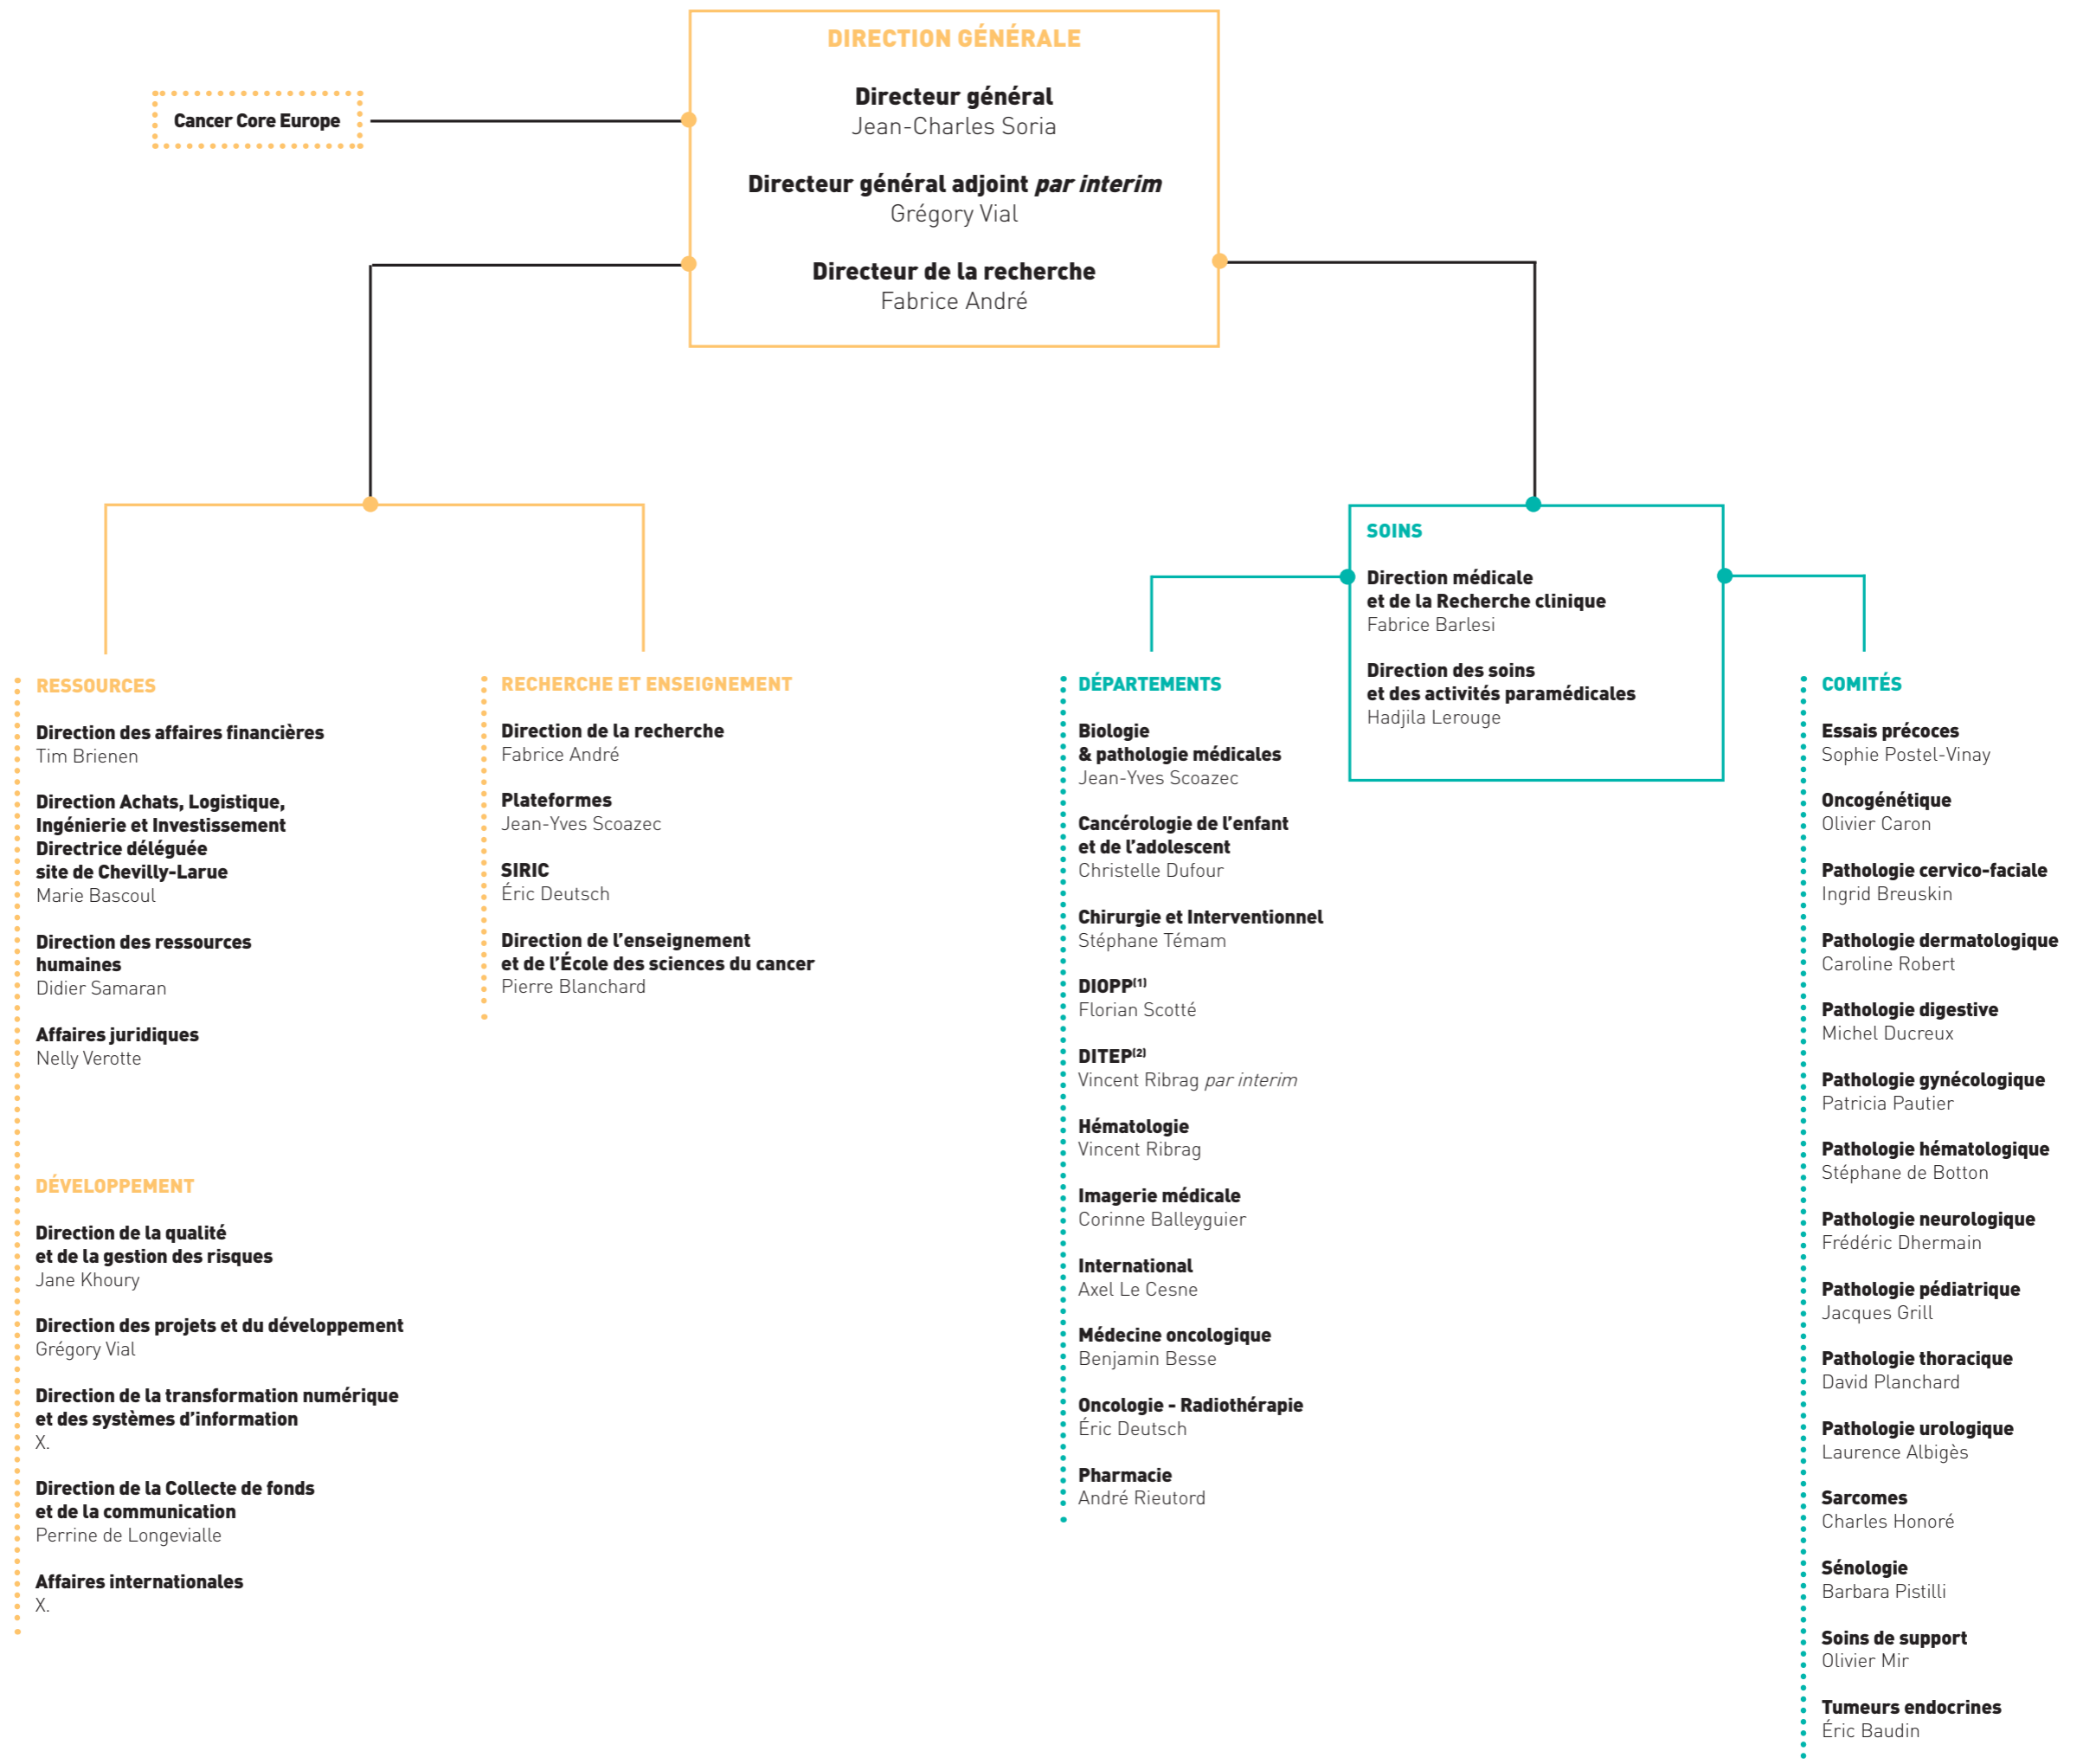 DIRECTION GÉNÉRALE
Directeur général
Jean-Charles Soria
Directeur général adjoint par interim
Grégory Vial
Directeur de la recherche
Fabrice André
Cancer Core Europe
RESSOURCES
Direction des affaires financières
Tim Brienen
Direction Achats, Logistique,
Ingénierie et Investissement
Directrice déléguée
site de Chevilly-Larue
Marie Bascoul
Direction des ressources
humaines
Didier Samaran
Affaires juridiques
Nelly Verotte
DÉVELOPPEMENT
Direction de la qualité
et de la gestion des risques
Jane Khoury
Direction des projets et du développement
Grégory Vial
Direction de la transformation numérique
et des systèmes d'information
X.
Direction de la Collecte de fonds
et de la communication
Perrine de Longevialle
Affaires internationales
X.
RECHERCHE ET ENSEIGNEMENT
Direction de la recherche
Fabrice André
Plateformes
Jean-Yves Scoazec
SIRIC
Éric Deutsch
Direction de l'enseignement
et de l'École des sciences du cancer
Pierre Blanchard
SOINS
Direction médicale
et de la Recherche clinique
Fabrice Barlesi
Direction des soins
et des activités paramédicales
Hadjila Lerouge
DÉPARTEMENTS
Biologie
& pathologie médicales
Jean-Yves Scoazec
Cancérologie de l'enfant
et de l'adolescent
Christelle Dufour
Chirurgie et Interventionnel
Stéphane Témam
DIOPP(1)
Florian Scotté
DITEP(2)
Vincent Ribrag par interim
Hématologie
Vincent Ribrag
Imagerie médicale
Corinne Balleyguier
International
Axel Le Cesne
Médecine oncologique
Benjamin Besse
Oncologie - Radiothérapie
Éric Deutsch
Pharmacie
André Rieutord
COMITÉS
Essais précoces
Sophie Postel-Vinay
Oncogénétique
Olivier Caron
Pathologie cervico-faciale
Ingrid Breuskin
Pathologie dermatologique
Caroline Robert
Pathologie digestive
Michel Ducreux
Pathologie gynécologique
Patricia Pautier
Pathologie hématologique
Stéphane de Botton
Pathologie neurologique
Frédéric Dhermain
Pathologie pédiatrique
Jacques Grill
Pathologie thoracique
David Planchard
Pathologie urologique
Laurence Albigès
Sarcomes
Charles Honoré
Sénologie
Barbara Pistilli
Soins de support
Olivier Mir
Tumeurs endocrines
Éric Baudin